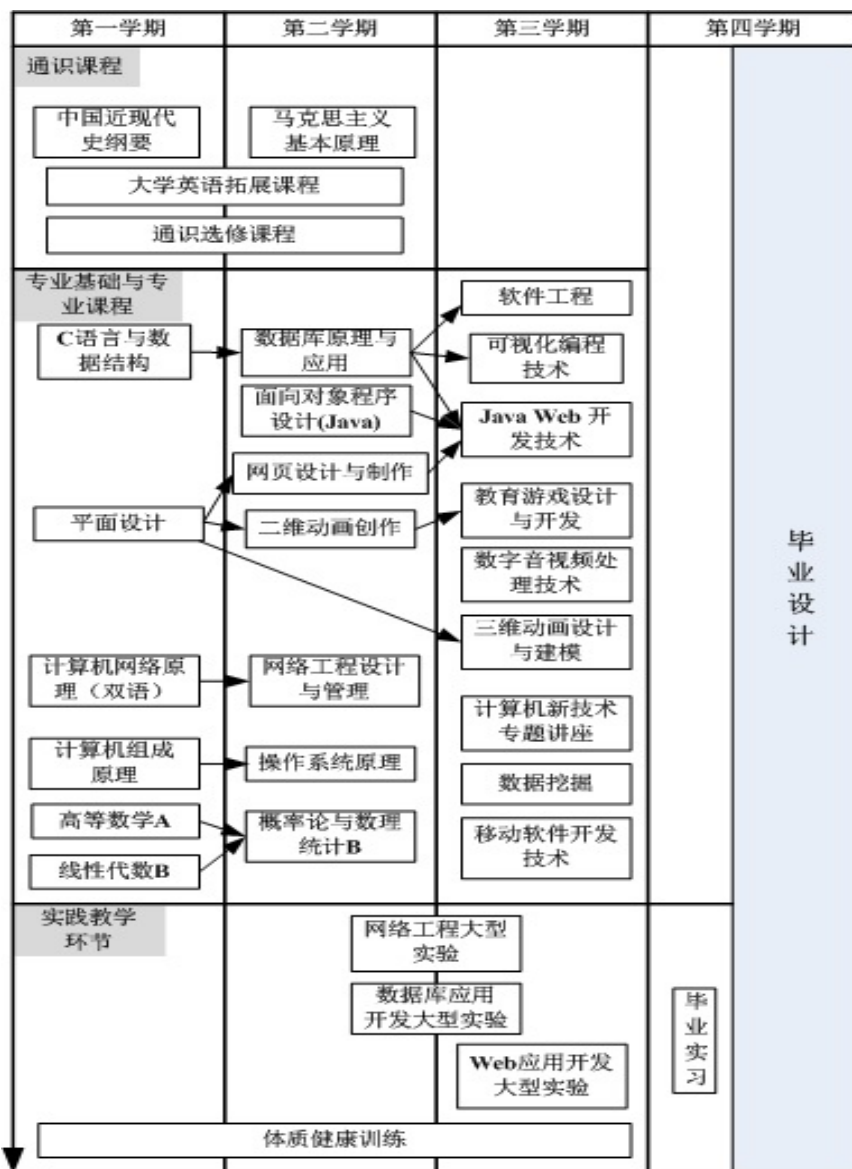 第一学期
第二学期
第三学期
第四学期
通识课程
中国近现代
史纲要
马克思主义
基本原理
大学英语拓展课程
通识选修课程
专业基础与专
业课程
C语言与数
据结构
数据库原理与
应用
软件工程
可视化编程
技术
面向对象程序
设计(Java)
Java Web 开
发技术
网页设计与制作
平面设计
二维动画创作
教育游戏设计
与开发
数字音视频处
理技术
三维动画设计
与建模
计算机网络原
理（双语）
网络工程设计
与管理
计算机新技术
专题讲座
计算机组成
原理
操作系统原理
数据挖掘
高等数学A
线性代数B
概率论与数理
统计B
移动软件开发
技术
毕
业
设
计
实践教学
环节
网络工程大型
实验
数据库应用
开发大型实验
Web应用开发
大型实验
毕
业
实
习
体质健康训练